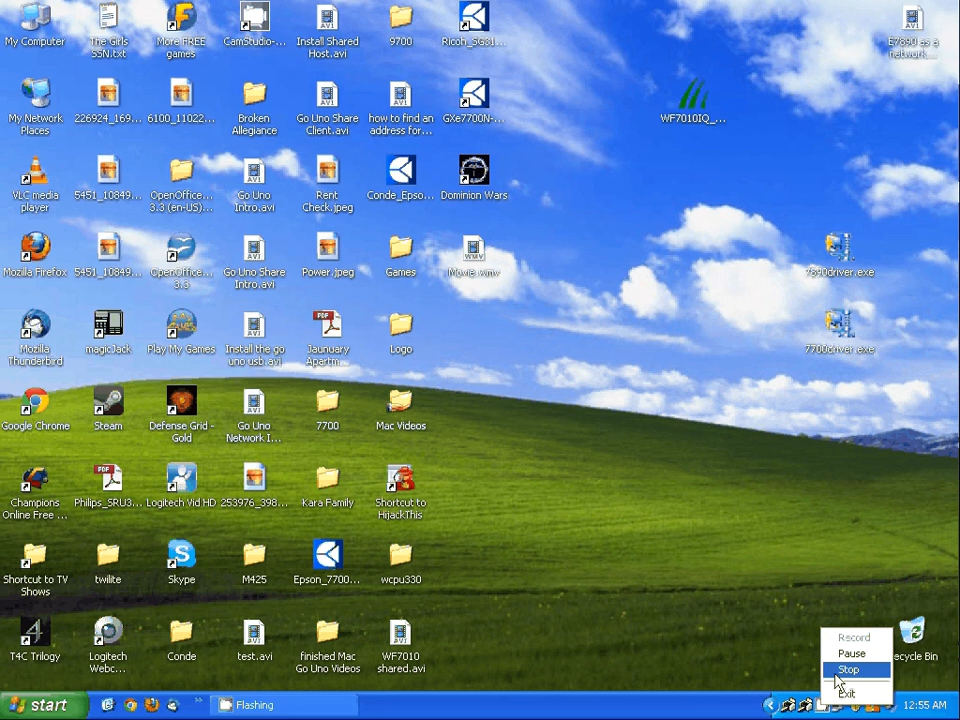 My Computer
The Girls
SSN.txt
More FREE
games
CamStudio-...
Install Shared
Host.avi
9700
Ricoh_SG31...
E7890 as a
network_...
My Network
Places
226924_169...
6100_11022...
Broken
Allegiance
Go Uno Share
Client.avi
how to find an
address for...
GXe7700N-...
WF7010IQ_...
VLC media
player
5451_10849...
OpenOffice...
3.3 (en-US)...
Go Uno
Intro.avi
Rent
Check.jpeg
Conde_Epso...
Dominion Wars
Mozilla Firefox
5451_10849...
OpenOffice...
3.3
Go Uno Share
Intro.avi
Power.jpeg
Games
Movie.wmv
7890driver.exe
Mozilla
Thunderbird
magicJack
Play My Games
Install the go
uno usb.avi
Jaunuary
Apartm...
Logo
7700driver.exe
Google Chrome
Steam
Defense Grid -
Gold
Go Uno
Network I...
7700
Mac Videos
Champions
Online Free ...
Philips_SRU3...
Logitech Vid HD
253976_398...
Kara Family
Shortcut to
HijackThis
Shortcut to TV
Shows
twilite
Skype
M425
Epson_7700...
wcpu330
T4C Trilogy
Logitech
Webc...
Conde
test.avi
finished Mac
Go Uno Videos
WF7010
shared.avi
Record
Pause
Stop
Exit
ecycle Bin
start
Flashing
12:55 AM